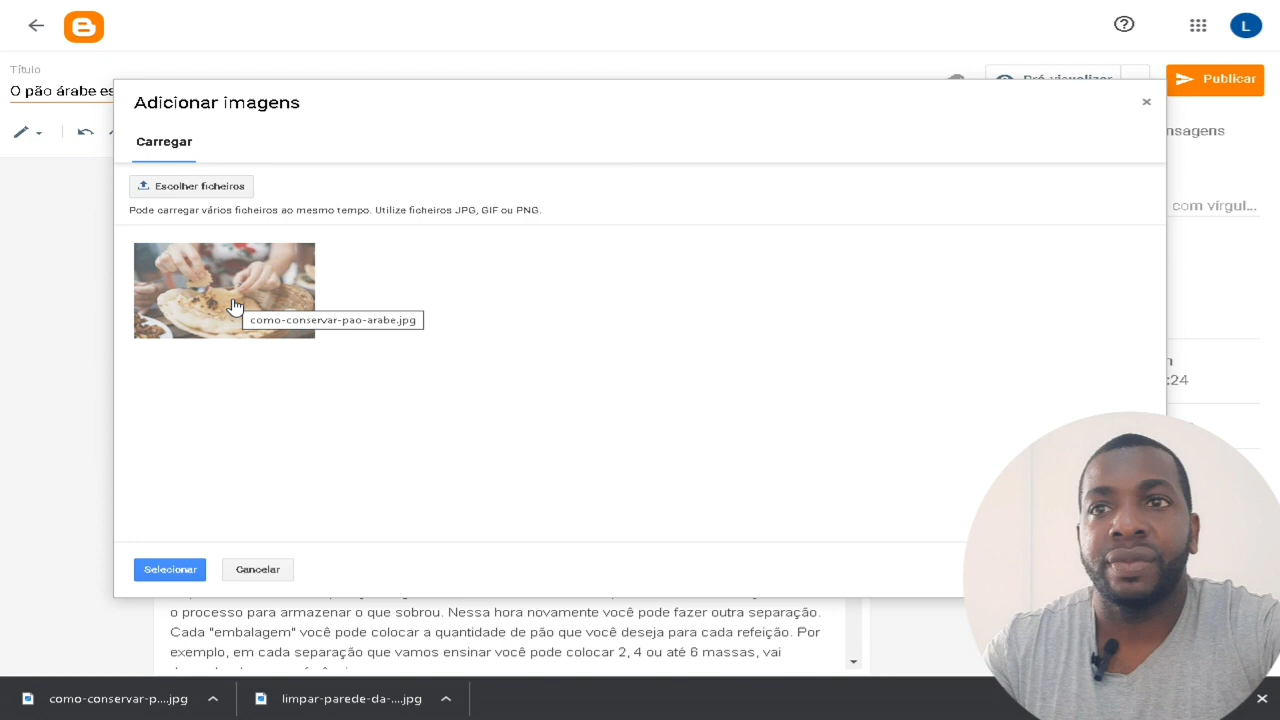 L
Título
O pão árabe es
Pré visualizar
Publicar
Adicionar imagens
nsagens
Carregar
Escolher ficheiros
Pode carregar vários ficheiros ao mesmo tempo. Utilize ficheiros JPG, GIF ou PNG.
com vírgul...
como-conservar-pao-arabe.jpg
:24
Selecionar
Cancelar
o processo para armazenar o que sobrou. Nessa hora novamente você pode fazer outra separação.
Cada "embalagem" você pode colocar a quantidade de pão que você deseja para cada refeição. Por
exemplo, em cada separação que vamos ensinar você pode colocar 2, 4 ou até 6 massas, vai
como-conservar-p....jpg
limpar-parede-da-....jpg